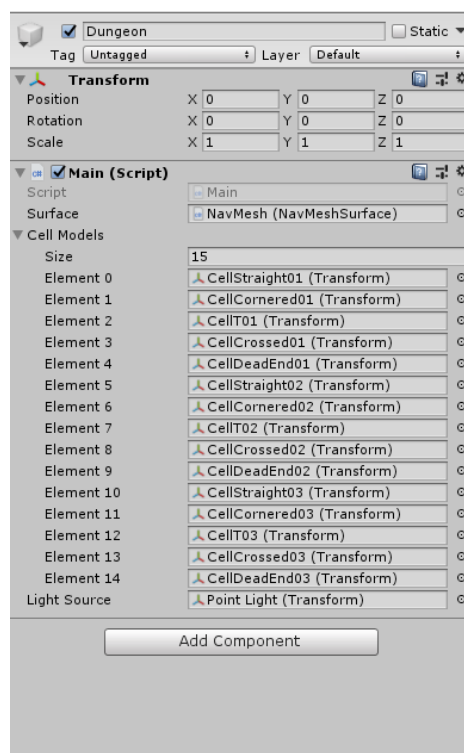 Dungeon Static
Tag Untagged Layer Default
Transform
Position X 0 Y 0 Z 0
Rotation X 0 Y 0 Z 0
Scale X 1 Y 1 Z 1
Main (Script)
Script Main
Surface NavMesh (NavMeshSurface)
Cell Models
Size 15
Element 0 CellStraight01 (Transform)
Element 1 CellCornered01 (Transform)
Element 2 CellT01 (Transform)
Element 3 CellCrossed01 (Transform)
Element 4 CellDeadEnd01 (Transform)
Element 5 CellStraight02 (Transform)
Element 6 CellCornered02 (Transform)
Element 7 CellT02 (Transform)
Element 8 CellCrossed02 (Transform)
Element 9 CellDeadEnd02 (Transform)
Element 10 CellStraight03 (Transform)
Element 11 CellCornered03 (Transform)
Element 12 CellT03 (Transform)
Element 13 CellCrossed03 (Transform)
Element 14 CellDeadEnd03 (Transform)
Light Source Point Light (Transform)
Add Component